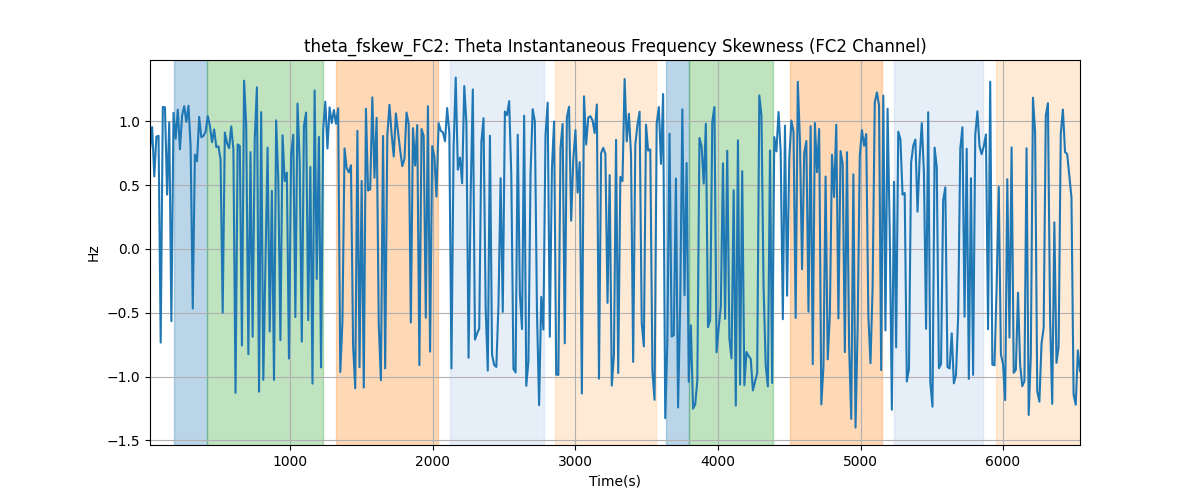 theta_fskew_FC2: Theta Instantaneous Frequency Skewness (FC2 Channel)
1.0
0.5
0.0
−0.5
−1.0
−1.5
Hz
1000 2000 3000 4000 5000 6000
Time(s)